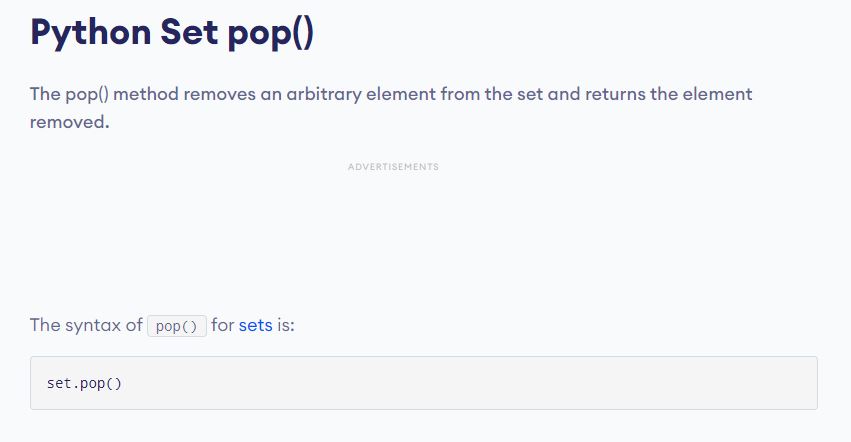 Python Set pop()
The pop() method removes an arbitrary element from the set and returns the element
removed.
ADVERTISEMENTS
The syntax of pop() for sets is:
set.pop()